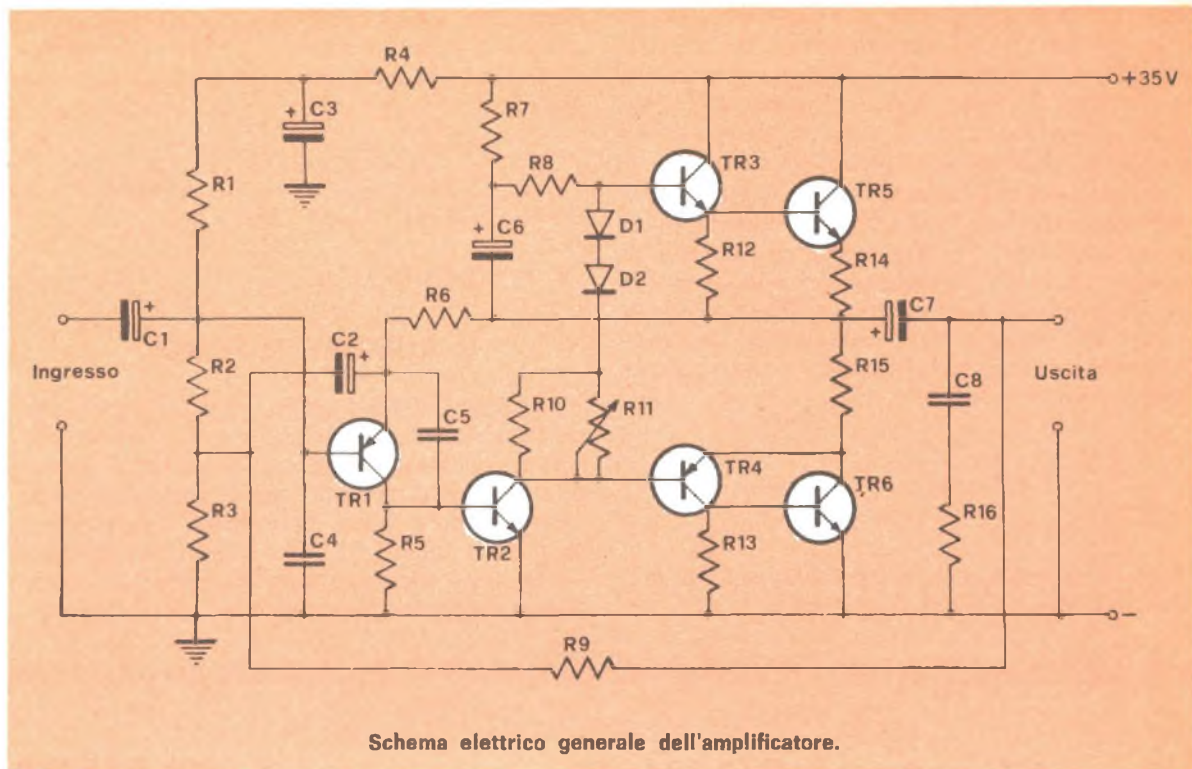 R4
+35V
C3
+
R7
R8
TR3
TR5
R1
D1
C6
+
D2
R12
R14
R6
C7
+
C1
+
Ingresso
C2
+
R2
R15
C8
Uscita
R10
R11
C5
TR4
TR6
TR1
R3
R5
TR2
R13
R16
C4
-
R9
Schema elettrico generale dell'amplificatore.